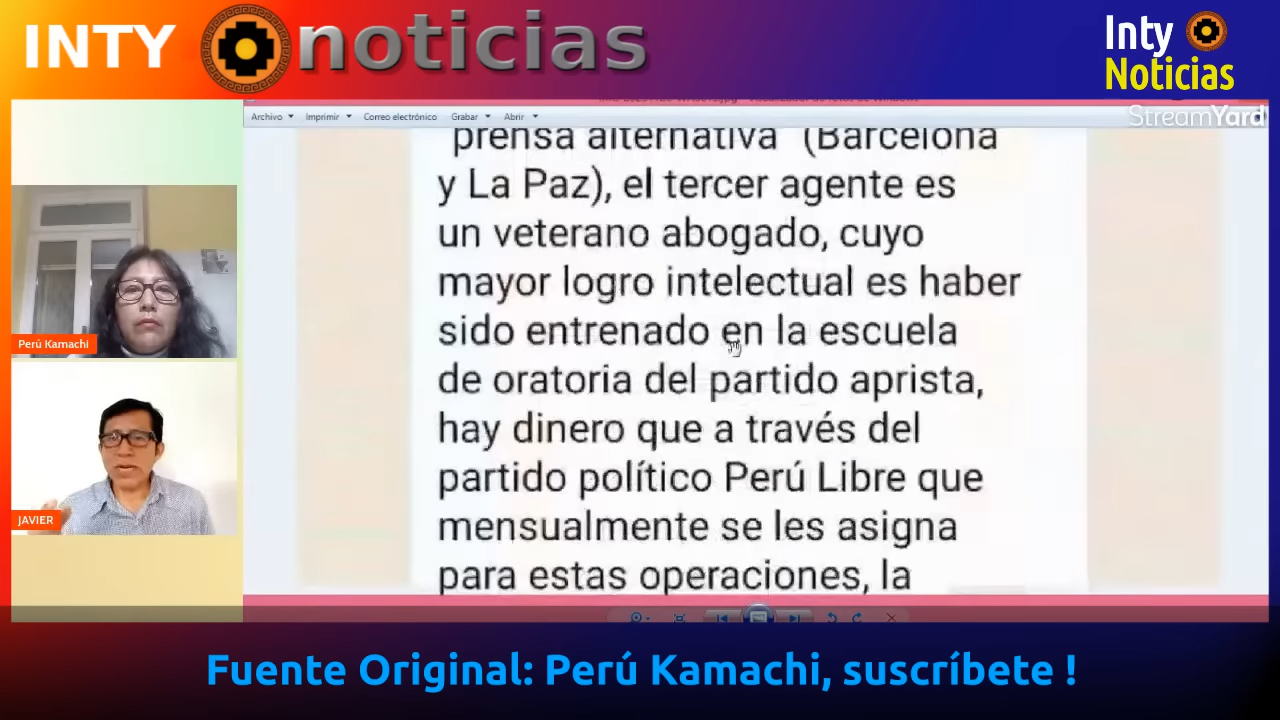 INTY noticias
Inty
Noticias
StreamYard
Archivo Imprimir Correo electrónico Grabar Abrir
prensa alternativa (Barcelona
y La Paz), el tercer agente es
un veterano abogado, cuyo
mayor logro intelectual es haber
sido entrenado en la escuela
de oratoria del partido aprista,
hay dinero que a través del
partido político Perú Libre que
mensualmente se les asigna
para estas operaciones, la
Perú Kamachi
JAVIER
Fuente Original: Perú Kamachi, suscríbete !